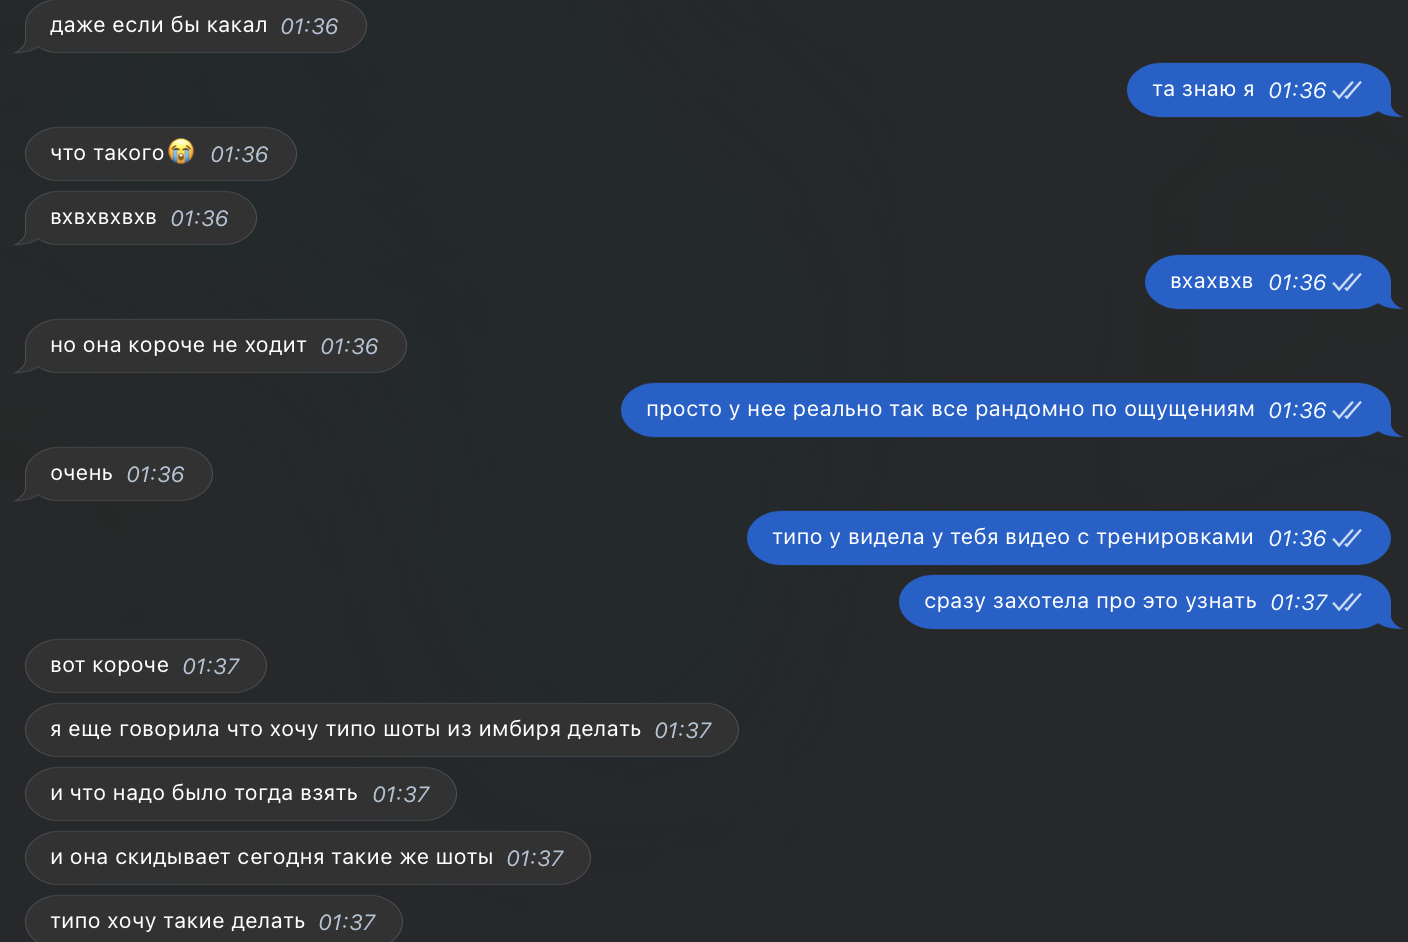 даже если бы какал 01:36
та знаю я 01:36
что такого😭 01:36
вхвхвхвхв 01:36
вхахвхв 01:36
но она короче не ходит 01:36
просто у нее реально так все рандомно по ощущениям 01:36
очень 01:36
типо у видела у тебя видео с тренировками 01:36
сразу захотела про это узнать 01:37
вот короче 01:37
я еще говорила что хочу типо шоты из имбиря делать 01:37
и что надо было тогда взять 01:37
и она скидывает сегодня такие же шоты 01:37
типо хочу такие делать 01:37